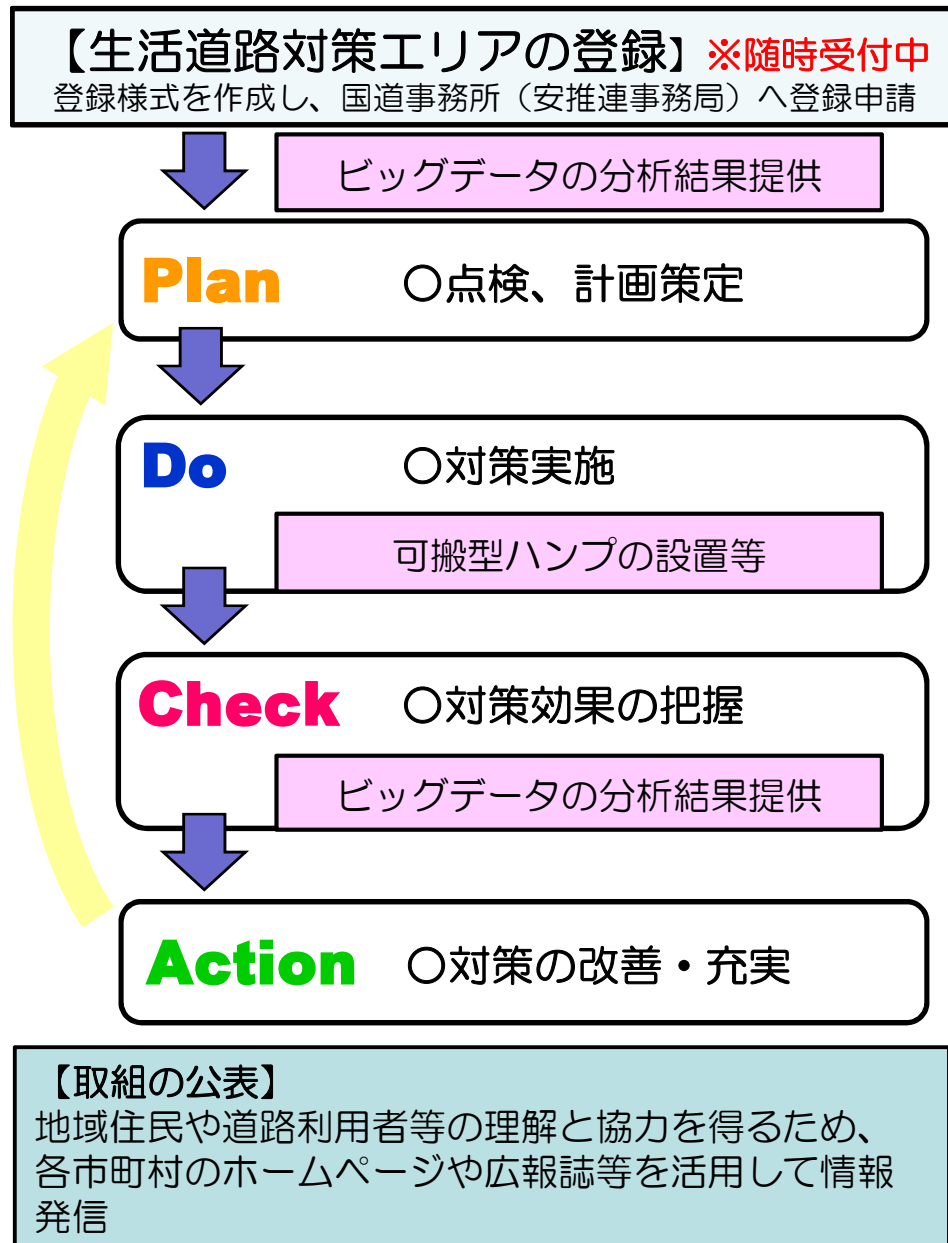 【生活道路対策エリアの登録】※随時受付中
登録様式を作成し、国道事務所（安推連事務局）へ登録申請
ビッグデータの分析結果提供
Plan ○点検、計画策定
Do ○対策実施
可搬型ハンプの設置等
Check ○対策効果の把握
ビッグデータの分析結果提供
Action ○対策の改善・充実
【取組の公表】
地域住民や道路利用者等の理解と協力を得るため、
各市町村のホームページや広報誌等を活用して情報
発信